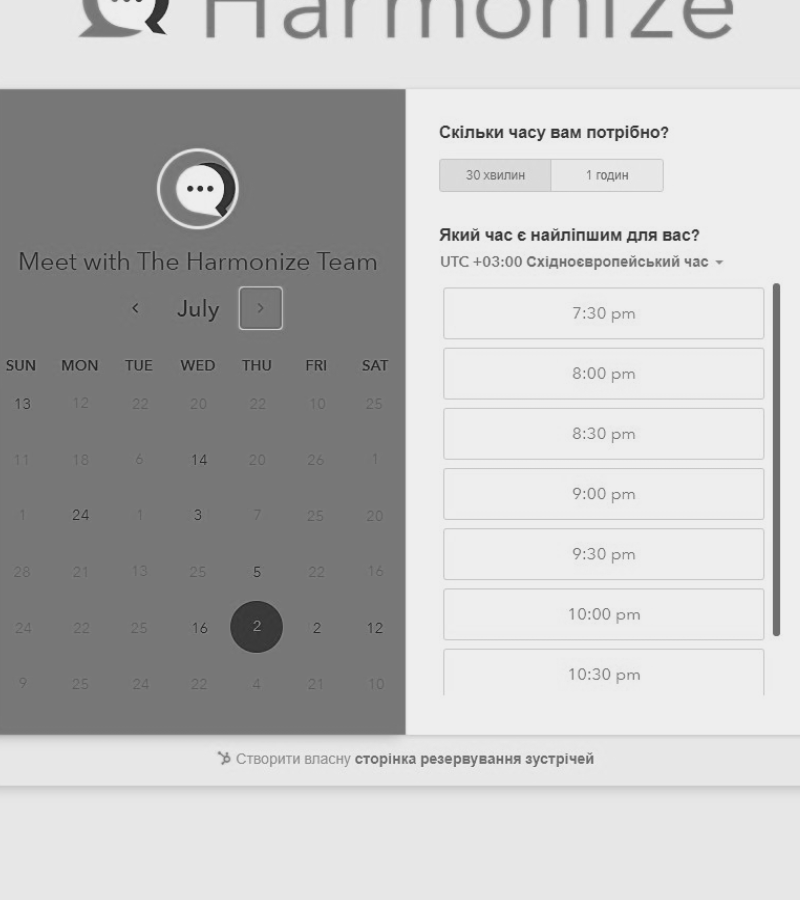 Harmonize
Meet with The Harmonize Team
July
SUN MON TUE WED THU FRI SAT
13 12 22 20 22 10 25
11 18 6 14 20 26 1
1 24 1 3 7 25 20
28 21 13 25 5 22 16
24 22 25 16 2 2 12
9 25 24 22 4 21 10
Скільки часу вам потрібно?
30 хвилин 1 годин
Який час є найліпшим для вас?
UTC +03:00 Східноєвропейський час
7:30 pm
8:00 pm
8:30 pm
9:00 pm
9:30 pm
10:00 pm
10:30 pm
Створити власну сторінка резервування зустрічей